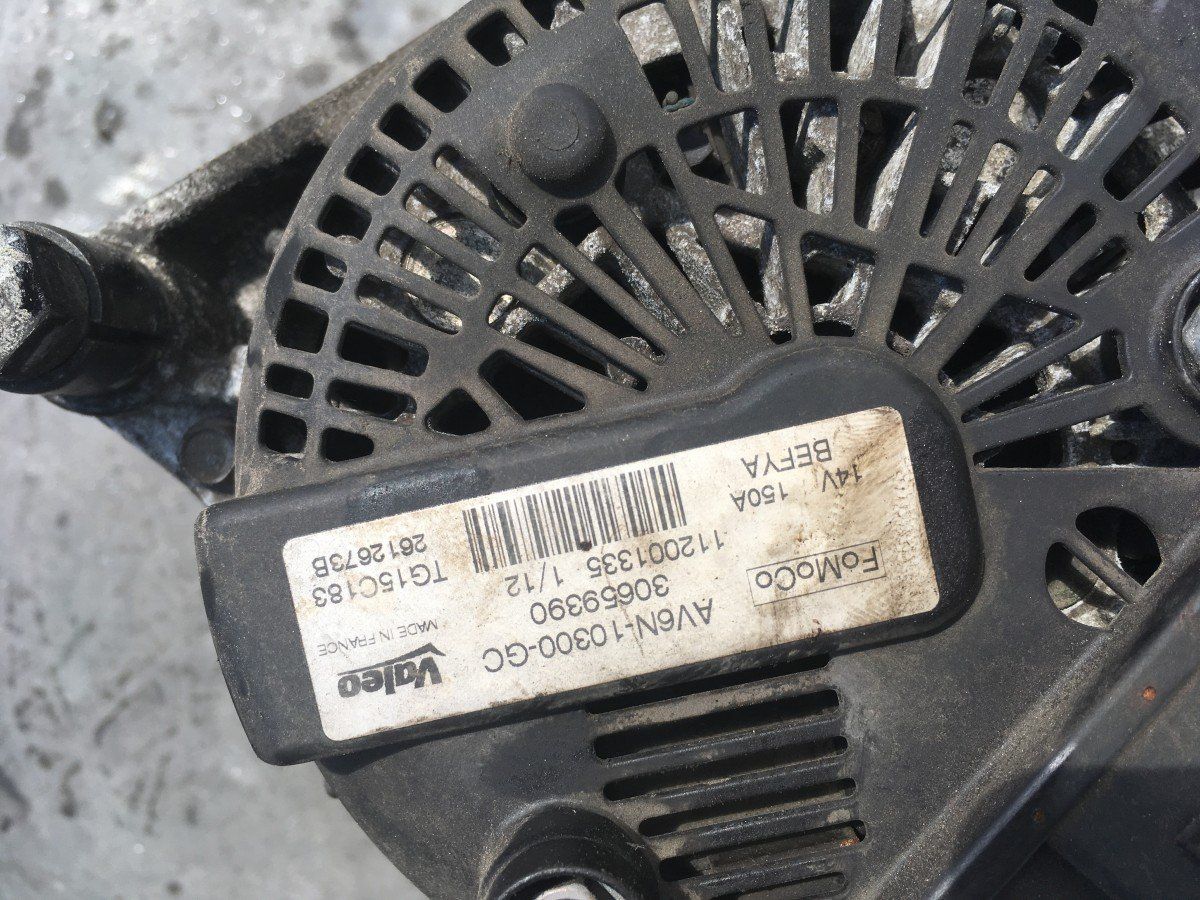 FoMoCo
14V 150A
BEFYA
AV6N-10300-GC
30659390
112001335 1/12
Valeo
MADE IN FRANCE
TG15C183
2612673B